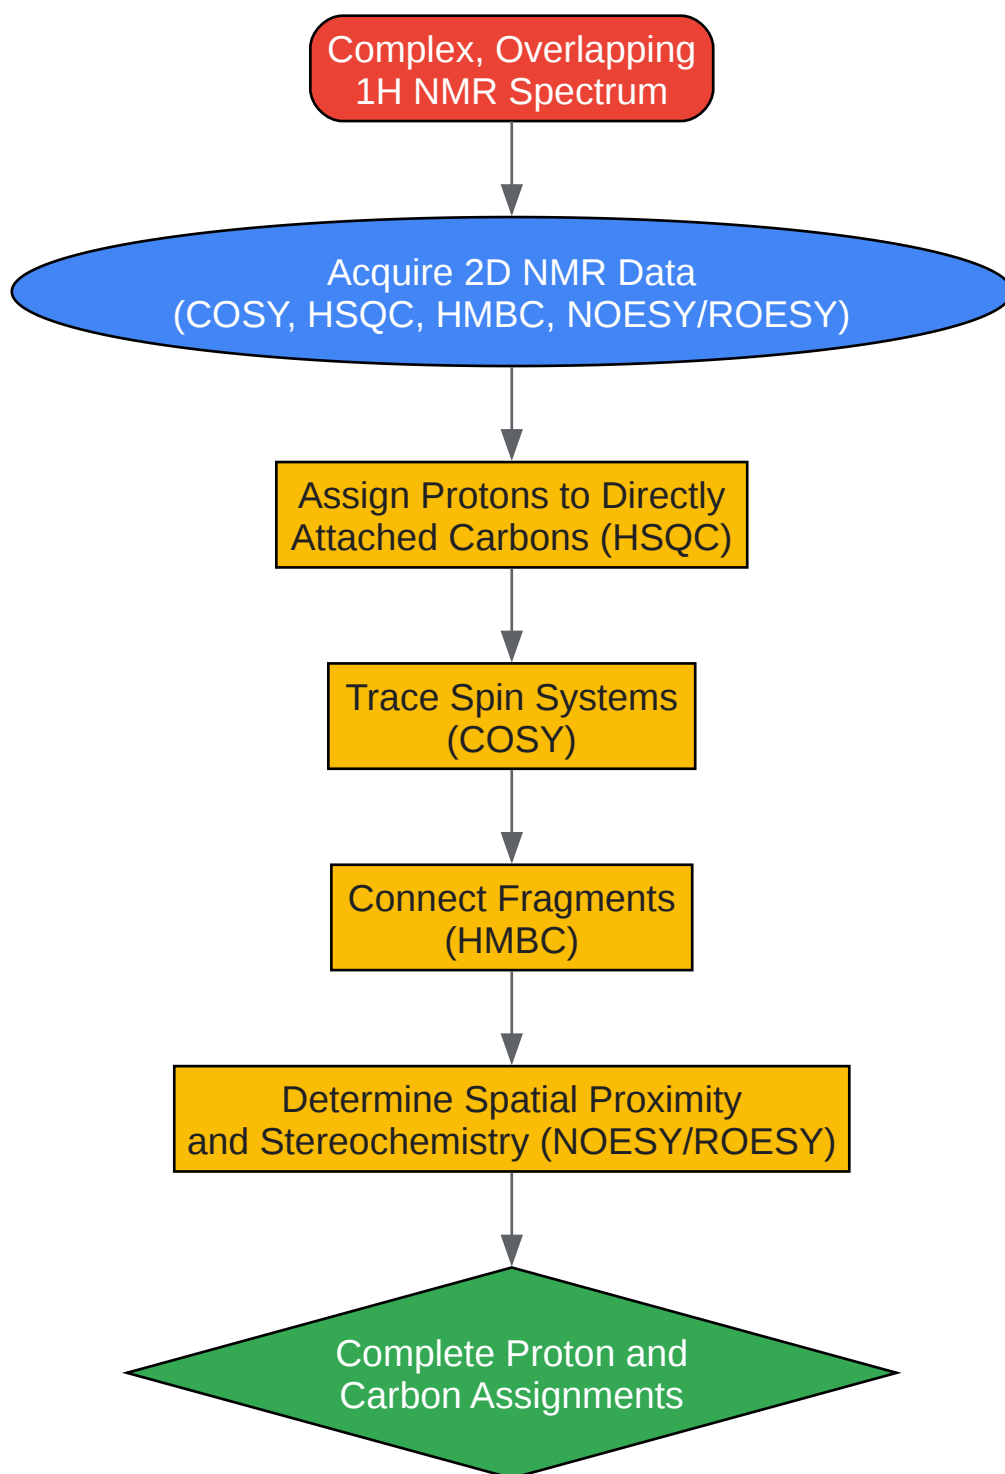 Complex, Overlapping
1H NMR Spectrum
Acquire 2D NMR Data
(COSY, HSQC, HMBC, NOESY/ROESY)
Assign Protons to Directly
Attached Carbons (HSQC)
Trace Spin Systems
(COSY)
Connect Fragments
(HMBC)
Determine Spatial Proximity
and Stereochemistry (NOESY/ROESY)
Complete Proton and
Carbon Assignments